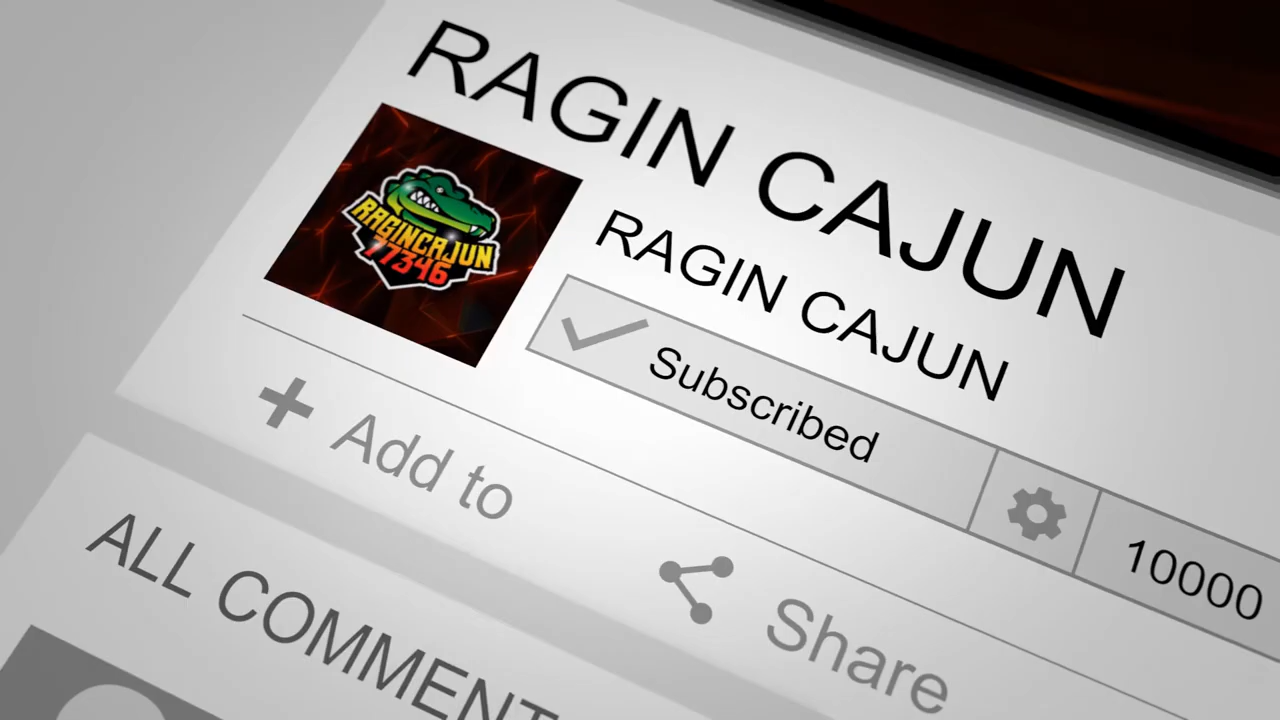 RAGIN CAJUN
RAGINCAJUN
77346
RAGIN CAJUN
Subscribed
10000
Add to
Share
ALL COMMENT